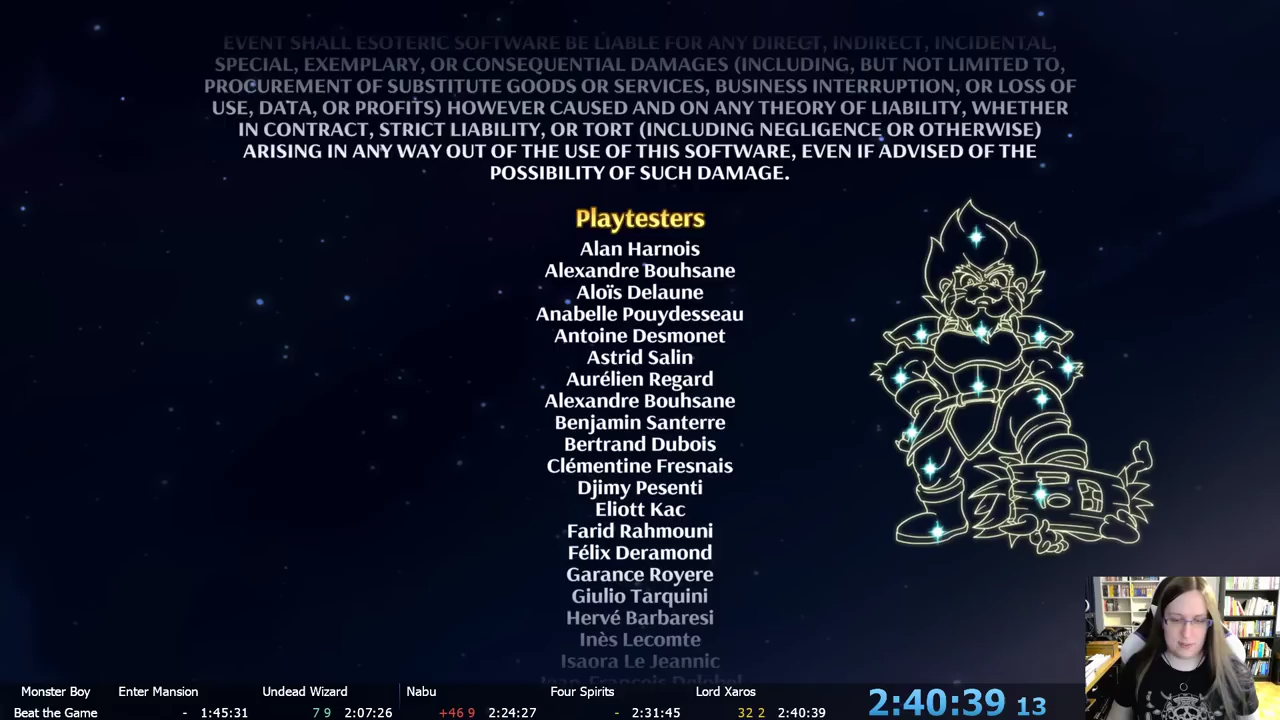 EVENT SHALL ESOTERIC SOFTWARE BE LIABLE FOR ANY DIRECT, INDIRECT, INCIDENTAL,
SPECIAL, EXEMPLARY, OR CONSEQUENTIAL DAMAGES (INCLUDING, BUT NOT LIMITED TO,
PROCUREMENT OF SUBSTITUTE GOODS OR SERVICES, BUSINESS INTERRUPTION, OR LOSS OF
USE, DATA, OR PROFITS) HOWEVER CAUSED AND ON ANY THEORY OF LIABILITY, WHETHER
IN CONTRACT, STRICT LIABILITY, OR TORT (INCLUDING NEGLIGENCE OR OTHERWISE)
ARISING IN ANY WAY OUT OF THE USE OF THIS SOFTWARE, EVEN IF ADVISED OF THE
POSSIBILITY OF SUCH DAMAGE.
Playtesters
Alan Harnois
Alexandre Bouhsane
Aloïs Delaune
Anabelle Pouydesseau
Antoine Desmonet
Astrid Salin
Aurélien Regard
Alexandre Bouhsane
Benjamin Santerre
Bertrand Dubois
Clémentine Fresnais
Djimy Pesenti
Eliott Kac
Farid Rahmouni
Félix Deramond
Garance Royere
Giulio Tarquini
Hervé Barbaresi
Inès Lecomte
Isaora Le Jeannic
Monster Boy Enter Mansion Undead Wizard Nabu Four Spirits Lord Xaros
Beat the Game - 1:45:31 7 9 2:07:26 +46 9 2:24:27 - 2:31:45 32 2 2:40:39
2:40:39 13